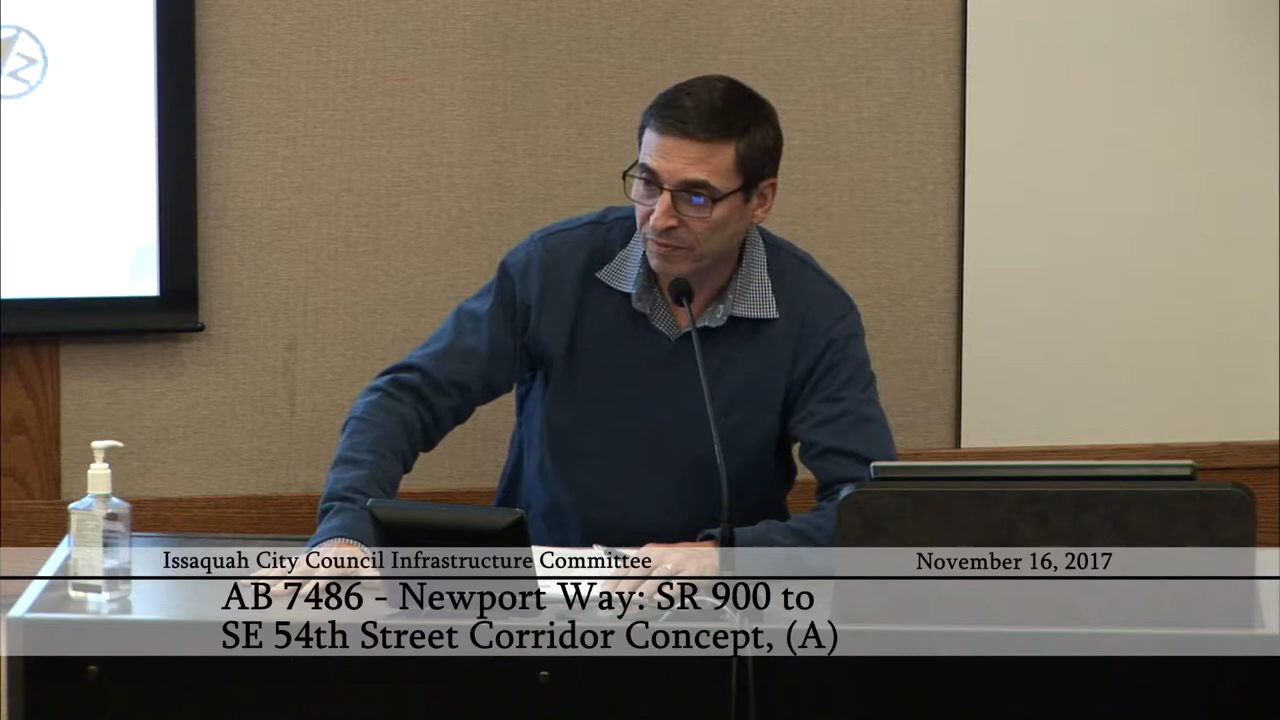 Issaquah City Council Infrastructure Committee
November 16, 2017
AB 7486 - Newport Way: SR 900 to
SE 54th Street Corridor Concept, (A)